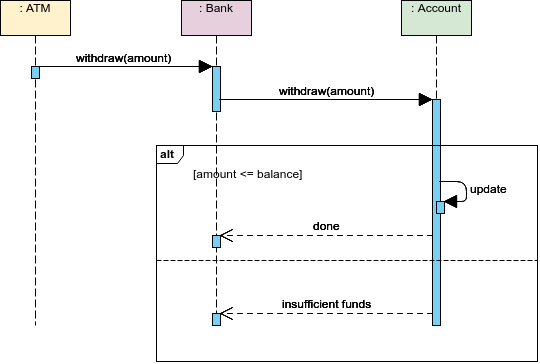 : ATM
: Bank
: Account
withdraw(amount)
withdraw(amount)
alt
[amount <= balance]
update
done
insufficient funds